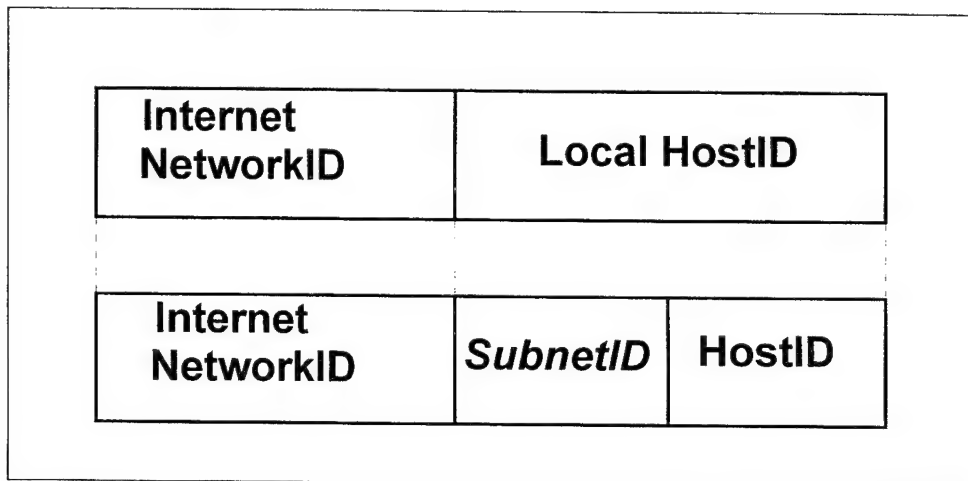 Internet
NetworkID
Local HostID
Internet
NetworkID
SubnetID
HostID